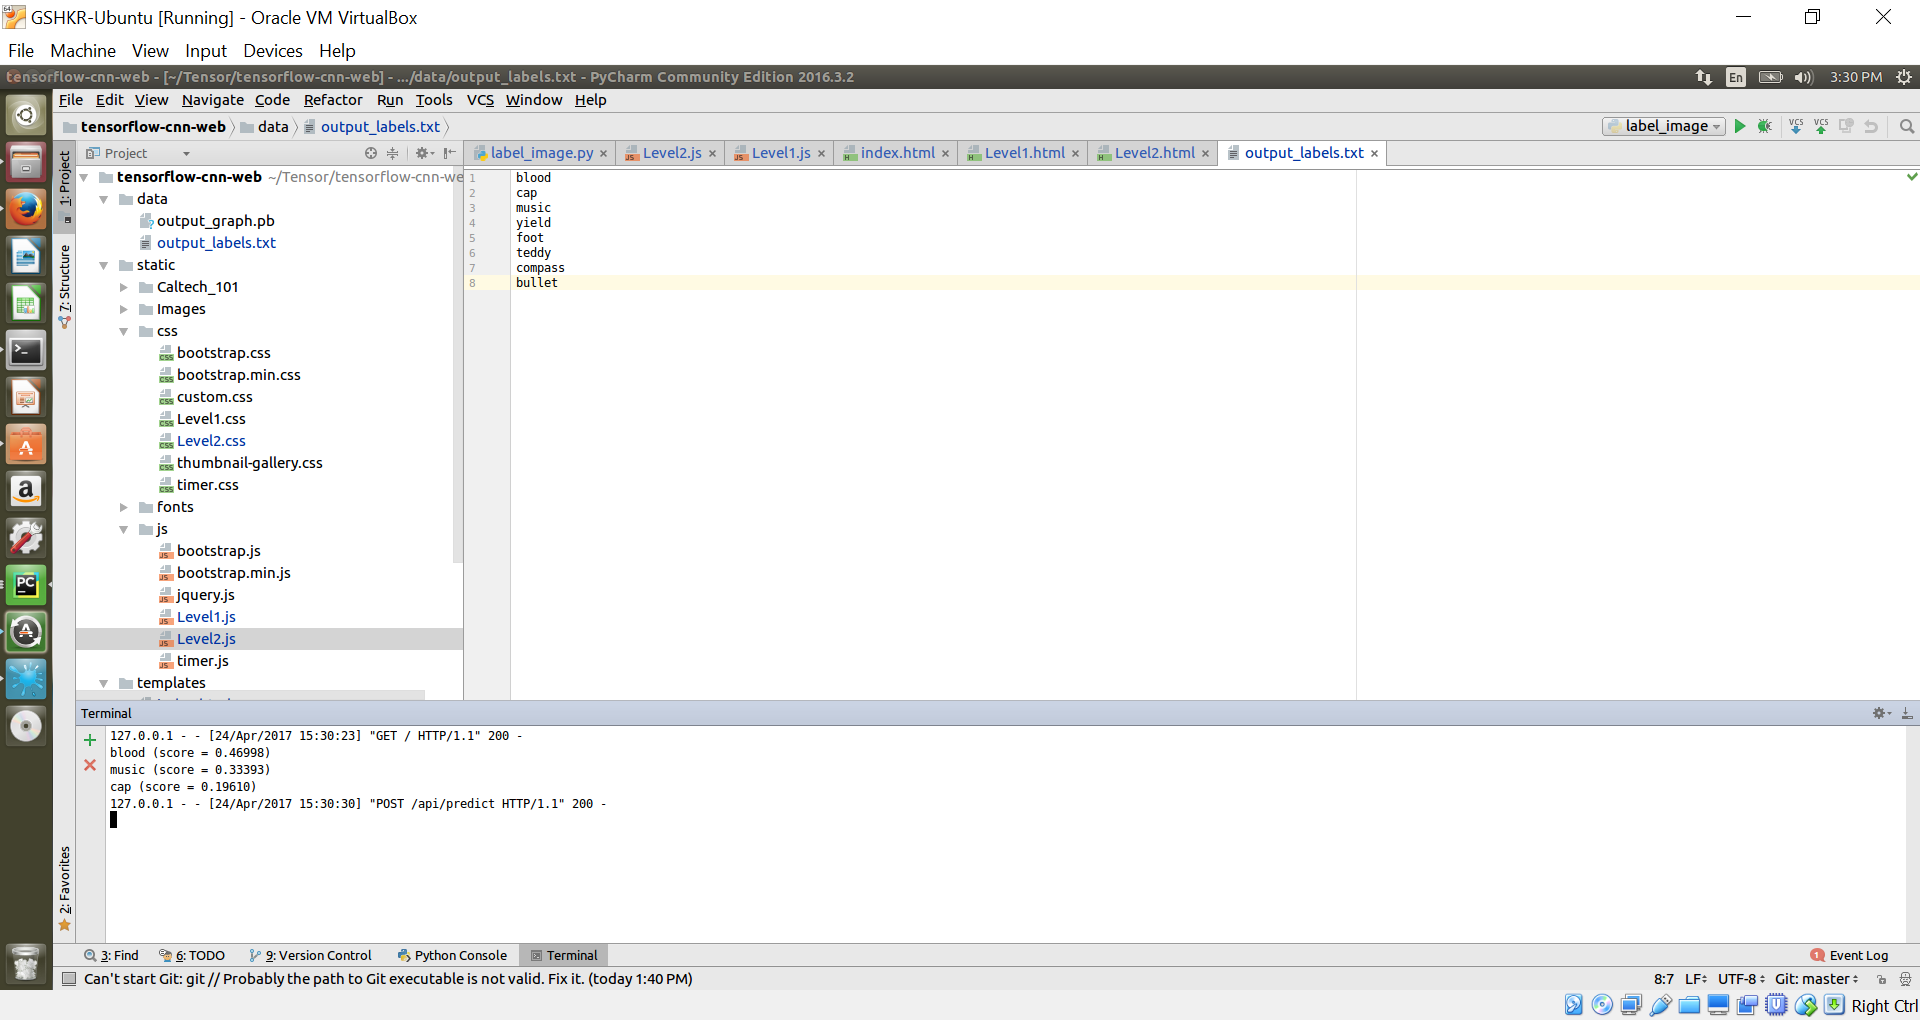 GSHKR-Ubuntu [Running] - Oracle VM VirtualBox
File Machine View Input Devices Help
tensorflow-cnn-web - [~/Tensor/tensorflow-cnn-web] - .../data/output_labels.txt - PyCharm Community Edition 2016.3.2
En
3:30 PM
File Edit View Navigate Code Refactor Run Tools VCS Window Help
tensorflow-cnn-web data output_labels.txt
label_image
VCS VCS
Project
label_image.py Level2.js Level1.js index.html Level1.html Level2.html output_labels.txt
1: Project
7: Structure
2: Favorites
tensorflow-cnn-web ~/Tensor/tensorflow-cnn-we
data
output_graph.pb
output_labels.txt
static
Caltech_101
Images
css
bootstrap.css
bootstrap.min.css
custom.css
Level1.css
Level2.css
thumbnail-gallery.css
timer.css
fonts
js
bootstrap.js
bootstrap.min.js
jquery.js
Level1.js
Level2.js
timer.js
templates
1 blood
2 cap
3 music
4 yield
5 foot
6 teddy
7 compass
8 bullet
Terminal
127.0.0.1 - - [24/Apr/2017 15:30:23] "GET / HTTP/1.1" 200 -
blood (score = 0.46998)
music (score = 0.33393)
cap (score = 0.19610)
127.0.0.1 - - [24/Apr/2017 15:30:30] "POST /api/predict HTTP/1.1" 200 -
3: Find 6: TODO 9: Version Control Python Console Terminal
1 Event Log
Can't start Git: git // Probably the path to Git executable is not valid. Fix it. (today 1:40 PM)
8:7 LF UTF-8 Git: master
Right Ctrl